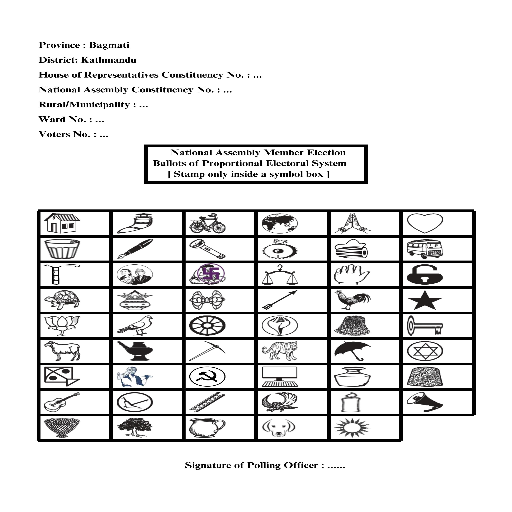 Province : Bagmati
District: Kathmandu
House of Representatives Constituency No. : ...
National Assembly Constituency No. : ...
Rural/Municipality : ...
Ward No. : ...
Voters No. : ...
National Assembly Member Election
Ballots of Proportional Electoral System
[ Stamp only inside a symbol box ]
Signature of Polling Officer : ......